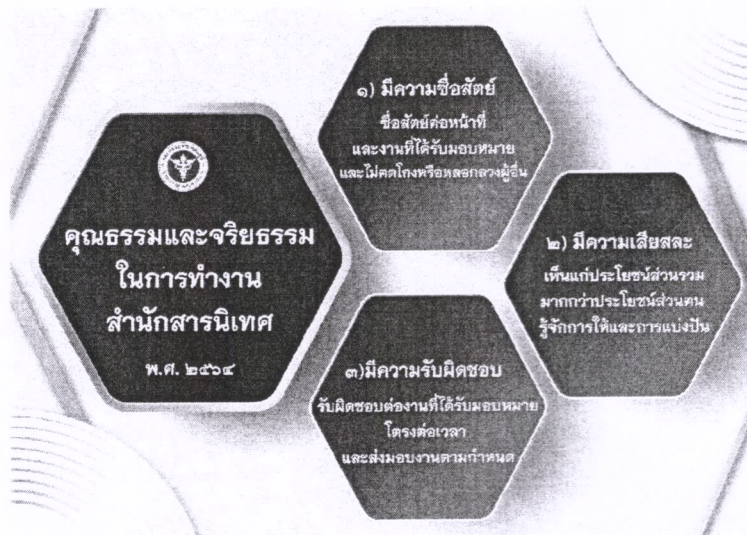 คุณธรรมและจริยธรรม
ในการทำงาน
สำนักสารนิเทศ
พ.ศ. ๒๕๖๔
๑) มีความซื่อสัตย์
ซื่อสัตย์ต่อหน้าที่
และงานที่ได้รับมอบหมาย
และไม่คดโกงหรือหลอกลวงผู้อื่น
๒) มีความเสียสละ
เห็นแก่ประโยชน์ส่วนรวม
มากกว่าประโยชน์ส่วนตน
รู้จักการให้และการแบ่งปัน
๓)มีความรับผิดชอบ
รับผิดชอบต่องานที่ได้รับมอบหมาย
โตรงต่อเวลา
และส่งมอบงานตามกำหนด